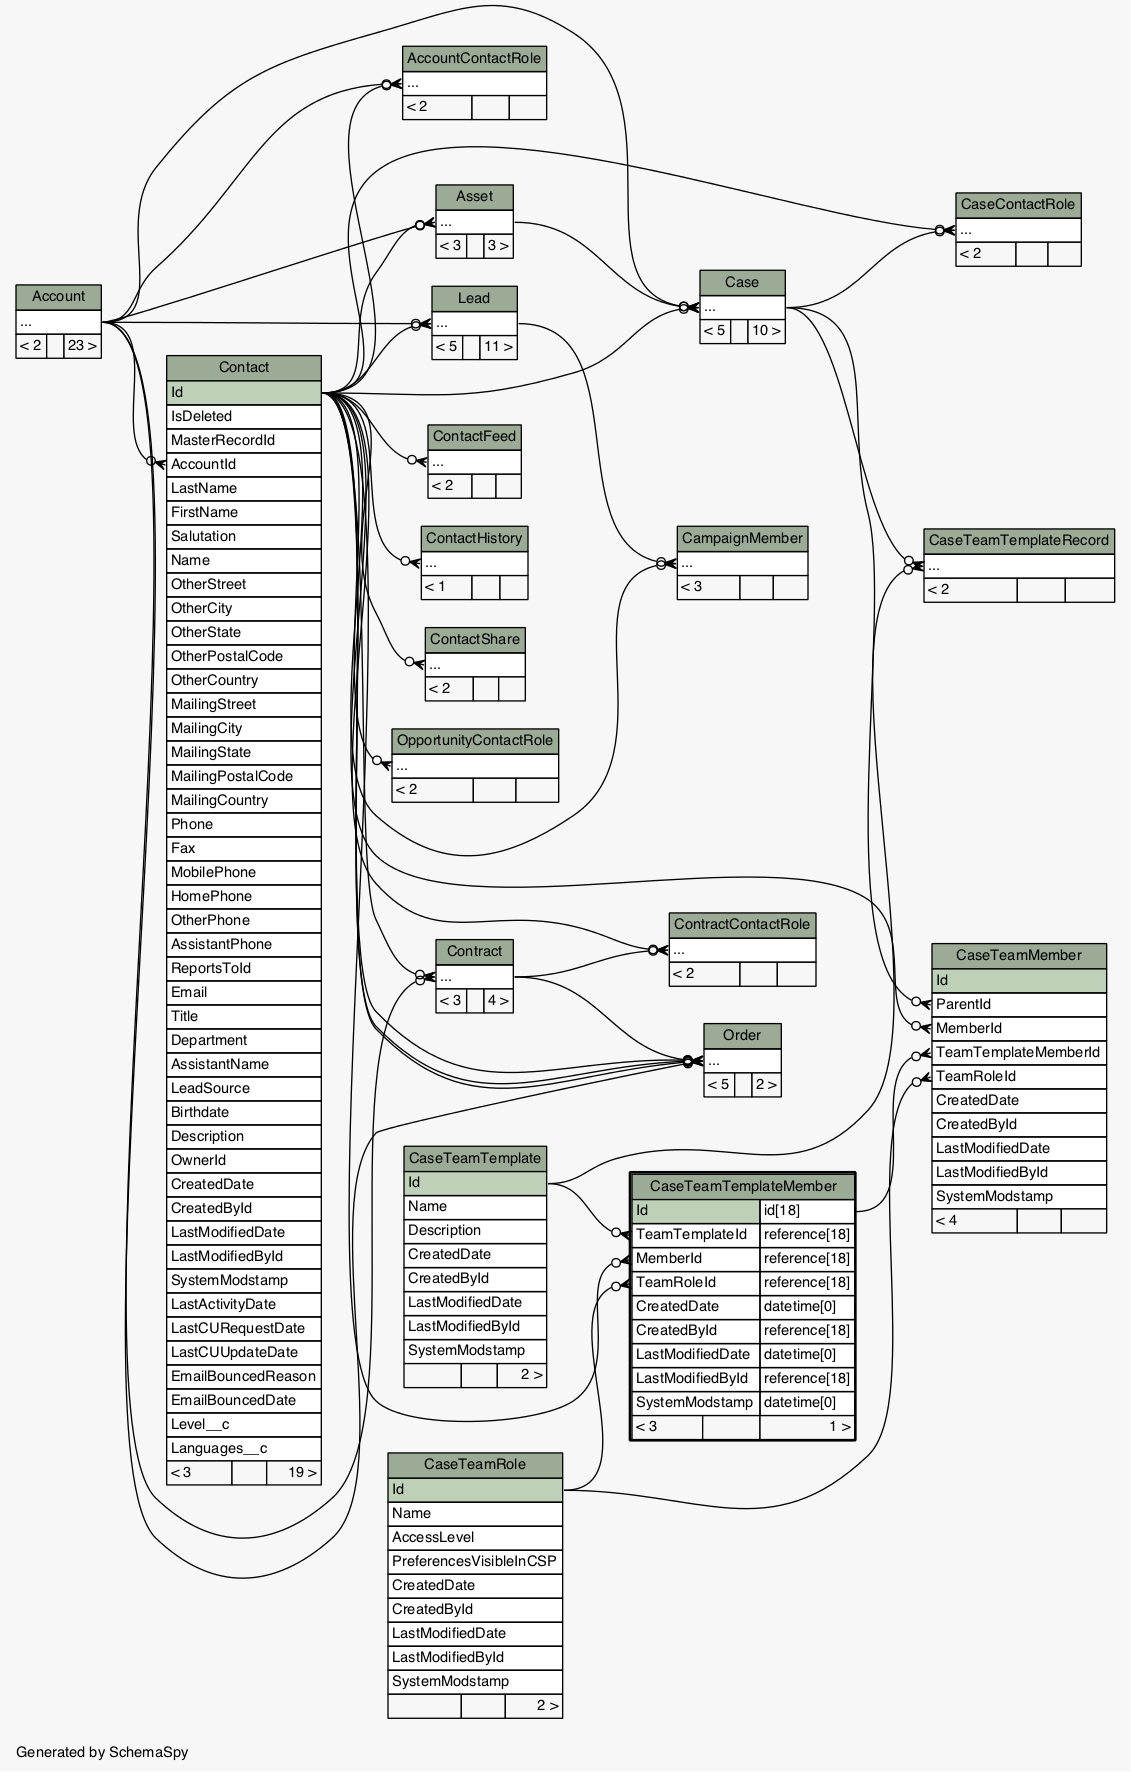 AccountContactRole
...
< 2
Asset
...
< 3 3 >
CaseContactRole
...
< 2
Case
...
< 5 10 >
Account
...
< 2 23 >
Lead
...
< 5 11 >
Contact
Id
IsDeleted
MasterRecordId
AccountId
LastName
FirstName
Salutation
Name
OtherStreet
OtherCity
OtherState
OtherPostalCode
OtherCountry
MailingStreet
MailingCity
MailingState
MailingPostalCode
MailingCountry
Phone
Fax
MobilePhone
HomePhone
OtherPhone
AssistantPhone
ReportsToId
Email
Title
Department
AssistantName
LeadSource
Birthdate
Description
OwnerId
CreatedDate
CreatedById
LastModifiedDate
LastModifiedById
SystemModstamp
LastActivityDate
LastCURequestDate
LastCUUpdateDate
EmailBouncedReason
EmailBouncedDate
Level__c
Languages__c
< 3 19 >
ContactFeed
...
< 2
ContactHistory
...
< 1
CampaignMember
...
< 3
CaseTeamTemplateRecord
...
< 2
ContactShare
...
< 2
OpportunityContactRole
...
< 2
ContractContactRole
...
< 2
Contract
...
< 3 4 >
CaseTeamMember
Id
ParentId
MemberId
TeamTemplateMemberId
TeamRoleId
CreatedDate
CreatedById
LastModifiedDate
LastModifiedById
SystemModstamp
< 4
Order
...
< 5 2 >
CaseTeamTemplate
Id
Name
Description
CreatedDate
CreatedById
LastModifiedDate
LastModifiedById
SystemModstamp
2 >
CaseTeamTemplateMember
Id id[18]
TeamTemplateId reference[18]
MemberId reference[18]
TeamRoleId reference[18]
CreatedDate datetime[0]
CreatedById reference[18]
LastModifiedDate datetime[0]
LastModifiedById reference[18]
SystemModstamp datetime[0]
< 3 1 >
CaseTeamRole
Id
Name
AccessLevel
PreferencesVisibleInCSP
CreatedDate
CreatedById
LastModifiedDate
LastModifiedById
SystemModstamp
2 >
Generated by SchemaSpy